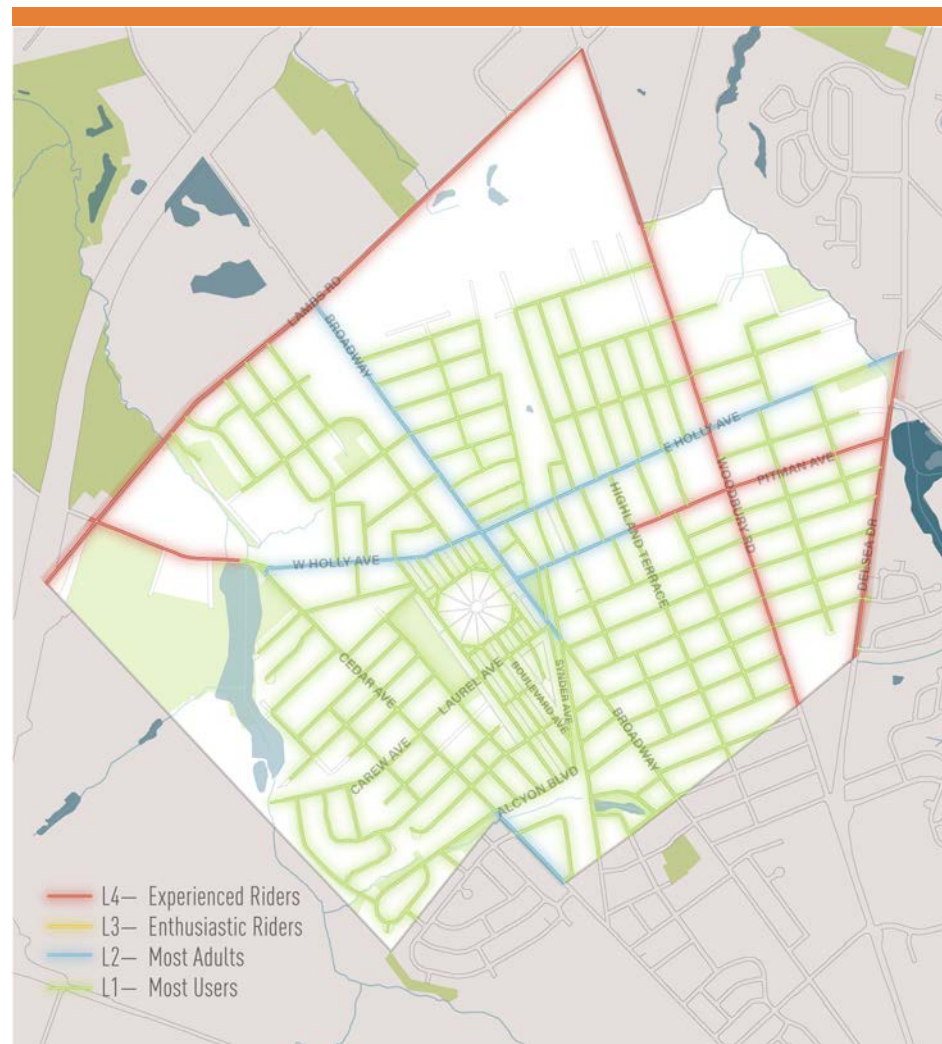 LAMBS RD
BROADWAY
E HOLLY AVE
PITMAN AVE
WOODBURY RD
HIGHLAND TERRACE
DELSEA DR
W HOLLY AVE
CEDAR AVE
LAUREL AVE
BOULEVARD AVE
SYNDER AVE
BROADWAY
CAREW AVE
ALCYON BLVD
L4— Experienced Riders
L3— Enthusiastic Riders
L2— Most Adults
L1— Most Users